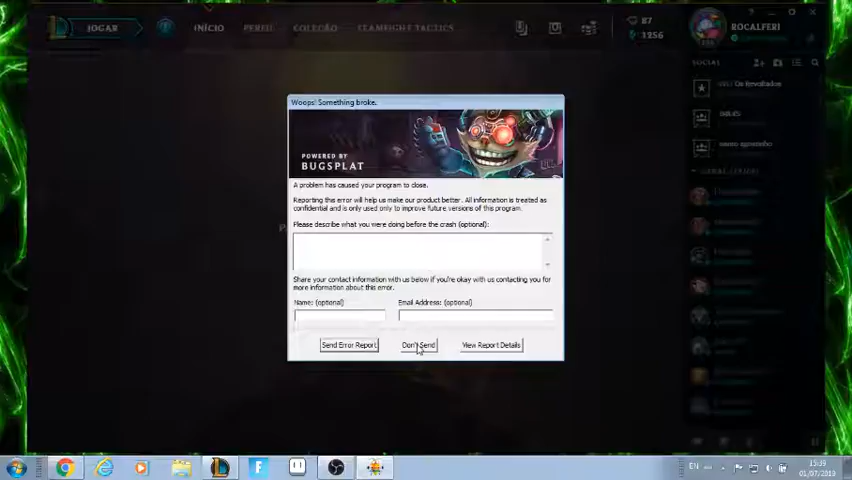 JOGAR
INÍCIO
PERFIL
COLEÇÃO
TEAMFIGHT TACTICS
87
1256
ROCALFERI
SOCIAL
Woops! Something broke.
POWERED BY
BUGSPLAT
A problem has caused your program to close.
Reporting this error will help us make our product better. All information is treated as
confidential and is only used only to improve future versions of this program.
Please describe what you were doing before the crash (optional):
Share your contact information with us below if you're okay with us contacting you for
more information about this error.
Name: (optional)
Email Address: (optional)
Send Error Report
Don't Send
View Report Details
EN
15:39
01/07/2019